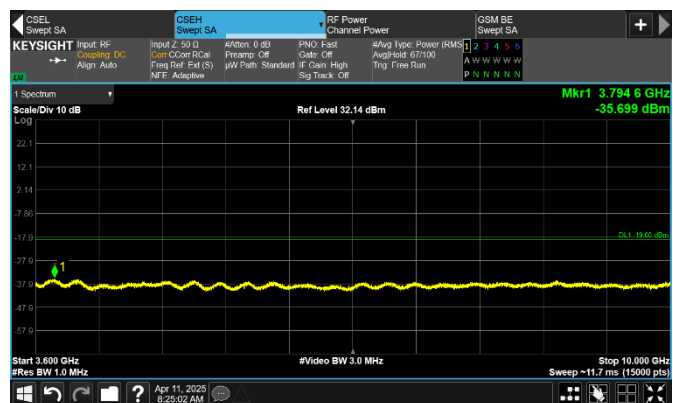 CSEL
Swept SA
CSEH
Swept SA
RF Power
Channel Power
GSM BE
Swept SA
+
KEYSIGHT
Input: RF
Coupling: DC
Align: Auto
Input Z: 50 Ω
Corr CCorr RCal
Freq Ref: Ext (S)
NFE: Adaptive
#Atten: 0 dB
Preamp: Off
µW Path: Standard
PNO: Fast
Gate: Off
IF Gain: High
Sig Track: Off
#Avg Type: Power (RMS)
Avg|Hold: 67/100
Trig: Free Run
1 2 3 4 5 6
A W W W W W
P N N N N N
LXI
1 Spectrum
Scale/Div 10 dB
Ref Level 32.14 dBm
Mkr1 3.794 6 GHz
-35.699 dBm
Log
22.1
12.1
2.14
-7.86
-17.9
DL1 -19.00 dBm
-27.9
1
-37.9
-47.9
-57.9
Start 3.600 GHz
#Video BW 3.0 MHz
Stop 10.000 GHz
#Res BW 1.0 MHz
Sweep ~11.7 ms (15000 pts)
?
Apr 11, 2025
8:25:02 AM